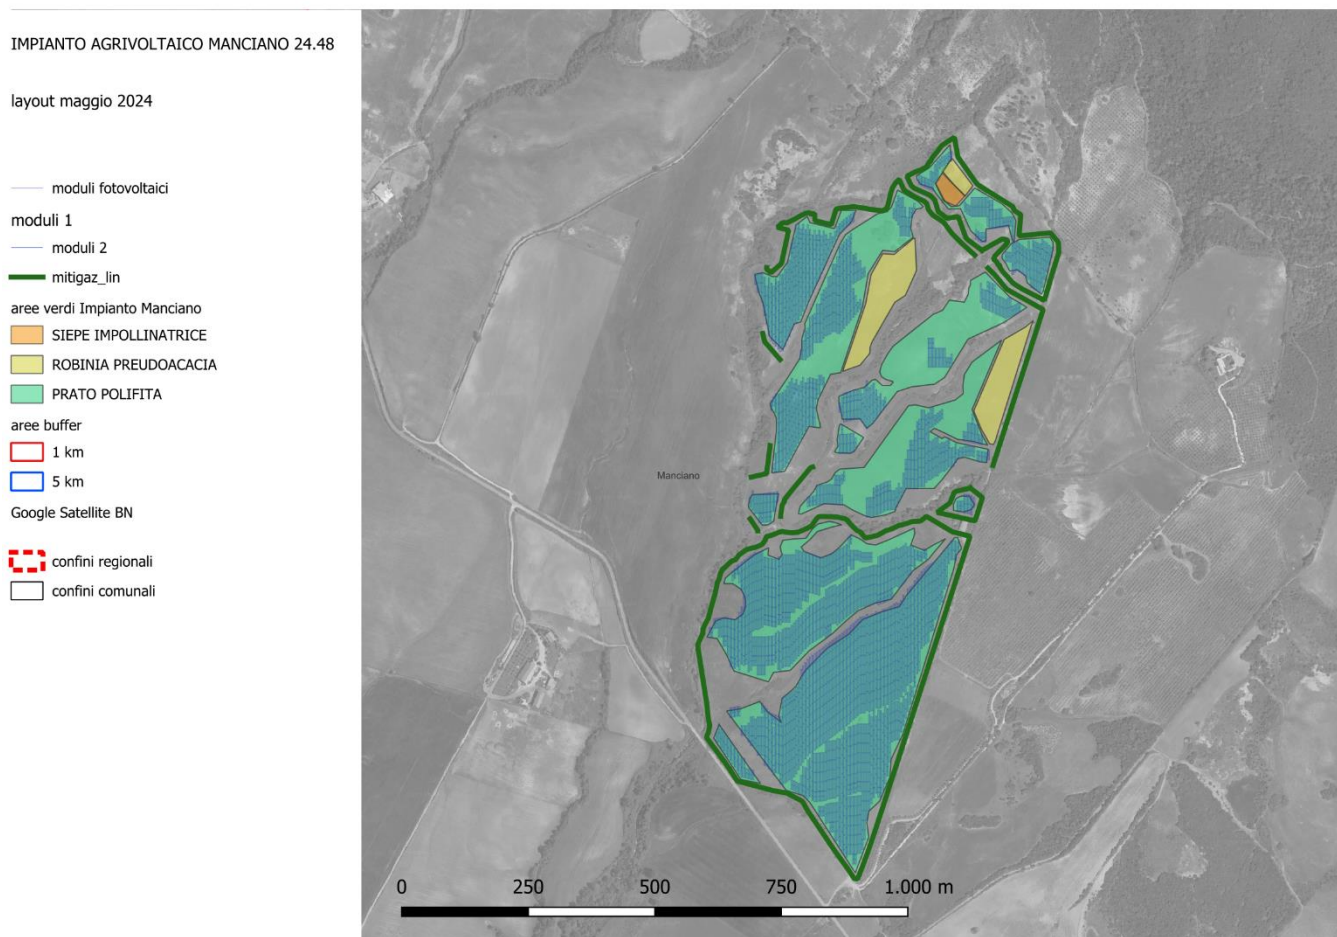 IMPIANTO AGRIVOLTAICO MANCIANO 24.48
layout maggio 2024
moduli fotovoltaici
moduli 1
moduli 2
mitigaz_lin
aree verdi Impianto Manciano
SIEPE IMPOLLINATRICE
ROBINIA PREUDOACACIA
PRATO POLIFITA
aree buffer
1 km
5 km
Google Satellite BN
confini regionali
confini comunali
Manciano
0 250 500 750 1.000 m